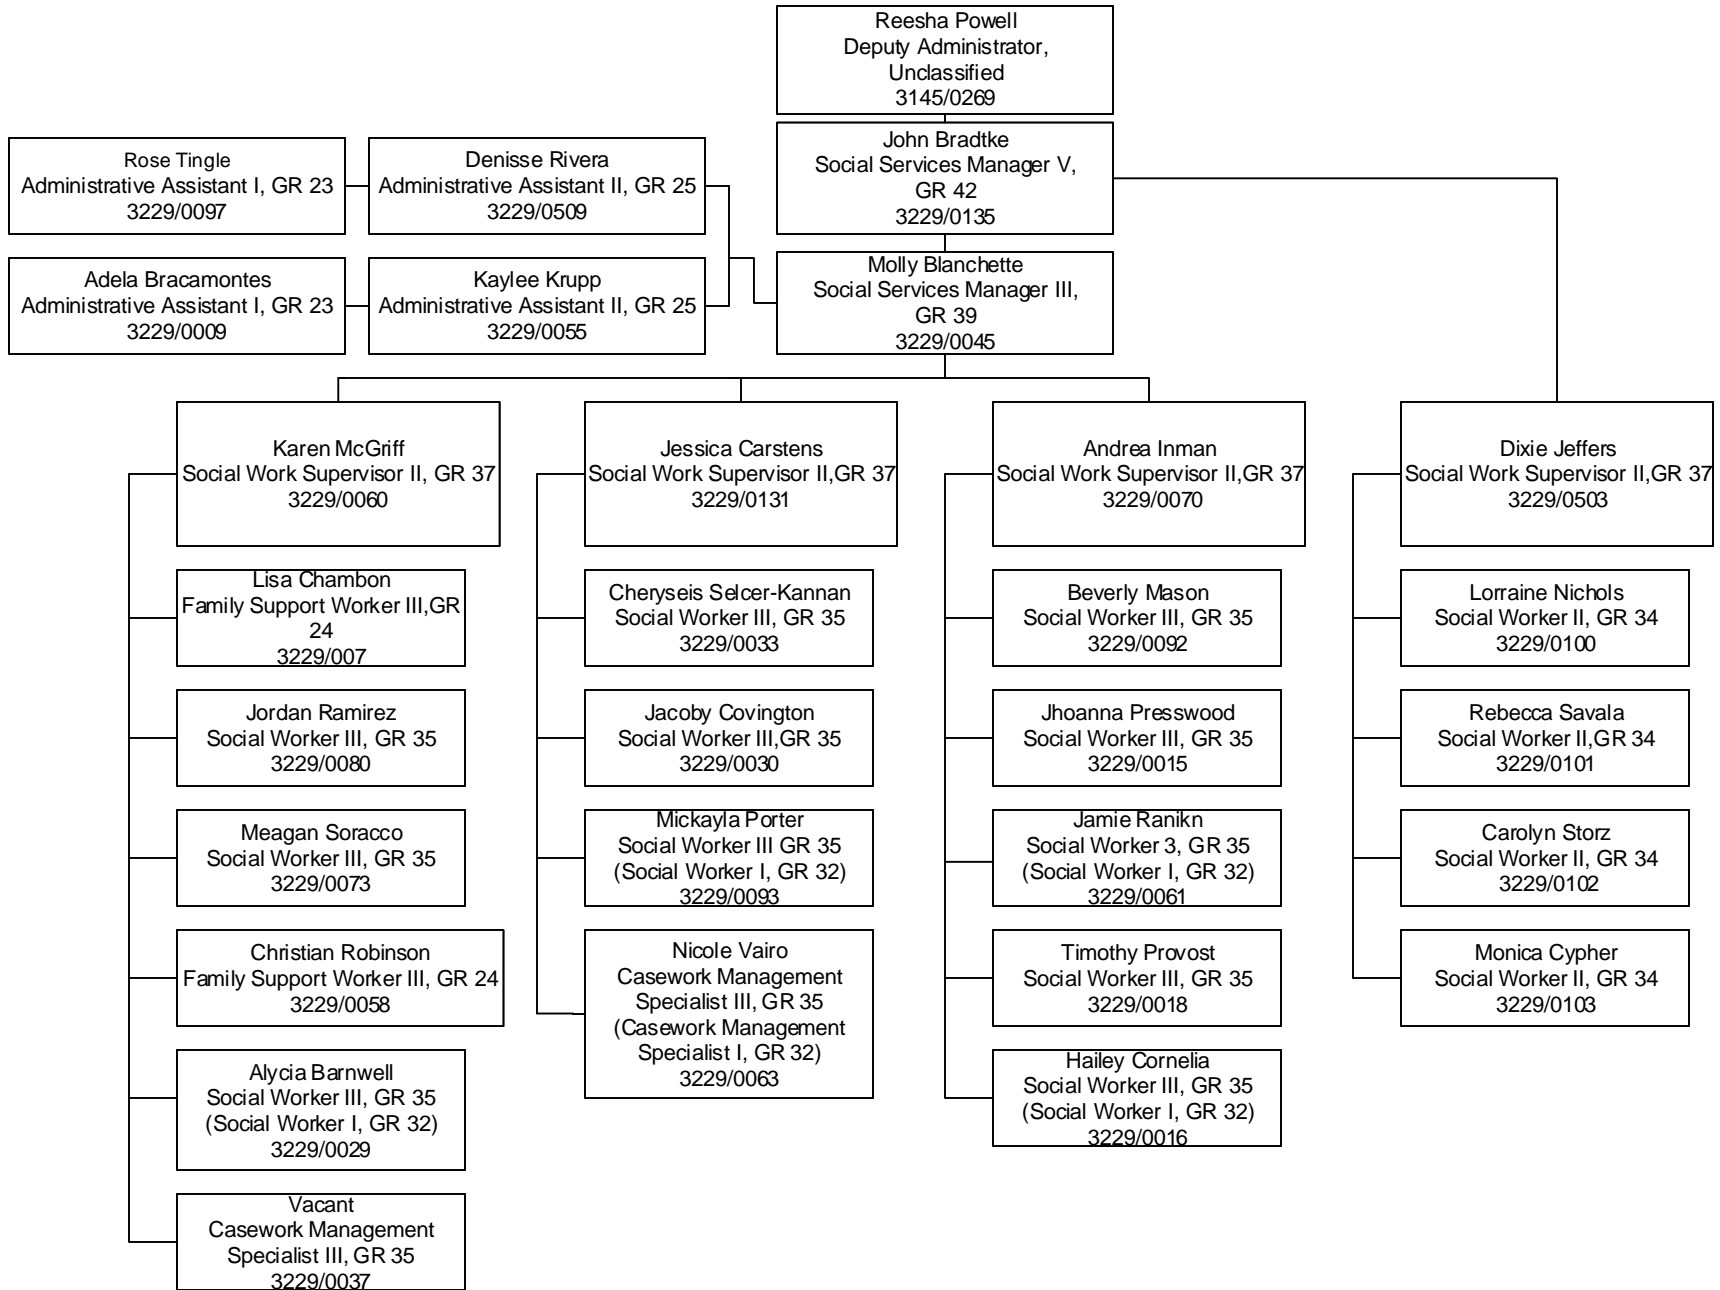 Reesha Powell
Deputy Administrator,
Unclassified
3145/0269
John Bradtke
Social Services Manager V,
GR 42
3229/0135
Rose Tingle
Administrative Assistant I, GR 23
3229/0097
Denisse Rivera
Administrative Assistant II, GR 25
3229/0509
Adela Bracamontes
Administrative Assistant I, GR 23
3229/0009
Kaylee Krupp
Administrative Assistant II, GR 25
3229/0055
Molly Blanchette
Social Services Manager III,
GR 39
3229/0045
Karen McGriff
Social Work Supervisor II, GR 37
3229/0060
Lisa Chambon
Family Support Worker III,GR
24
3229/007
Jordan Ramirez
Social Worker III, GR 35
3229/0080
Meagan Soracco
Social Worker III, GR 35
3229/0073
Christian Robinson
Family Support Worker III, GR 24
3229/0058
Alycia Barnwell
Social Worker III, GR 35
(Social Worker I, GR 32)
3229/0029
Vacant
Casework Management
Specialist III, GR 35
3229/0037
Jessica Carstens
Social Work Supervisor II,GR 37
3229/0131
Cheryseis Selcer-Kannan
Social Worker III, GR 35
3229/0033
Jacoby Covington
Social Worker III,GR 35
3229/0030
Mickayla Porter
Social Worker III GR 35
(Social Worker I, GR 32)
3229/0093
Nicole Vairo
Casework Management
Specialist III, GR 35
(Casework Management
Specialist I, GR 32)
3229/0063
Andrea Inman
Social Work Supervisor II,GR 37
3229/0070
Beverly Mason
Social Worker III, GR 35
3229/0092
Jhoanna Presswood
Social Worker III, GR 35
3229/0015
Jamie Ranikn
Social Worker 3, GR 35
(Social Worker I, GR 32)
3229/0061
Timothy Provost
Social Worker III, GR 35
3229/0018
Hailey Cornelia
Social Worker III, GR 35
(Social Worker I, GR 32)
3229/0016
Dixie Jeffers
Social Work Supervisor II,GR 37
3229/0503
Lorraine Nichols
Social Worker II, GR 34
3229/0100
Rebecca Savala
Social Worker II,GR 34
3229/0101
Carolyn Storz
Social Worker II, GR 34
3229/0102
Monica Cypher
Social Worker II, GR 34
3229/0103